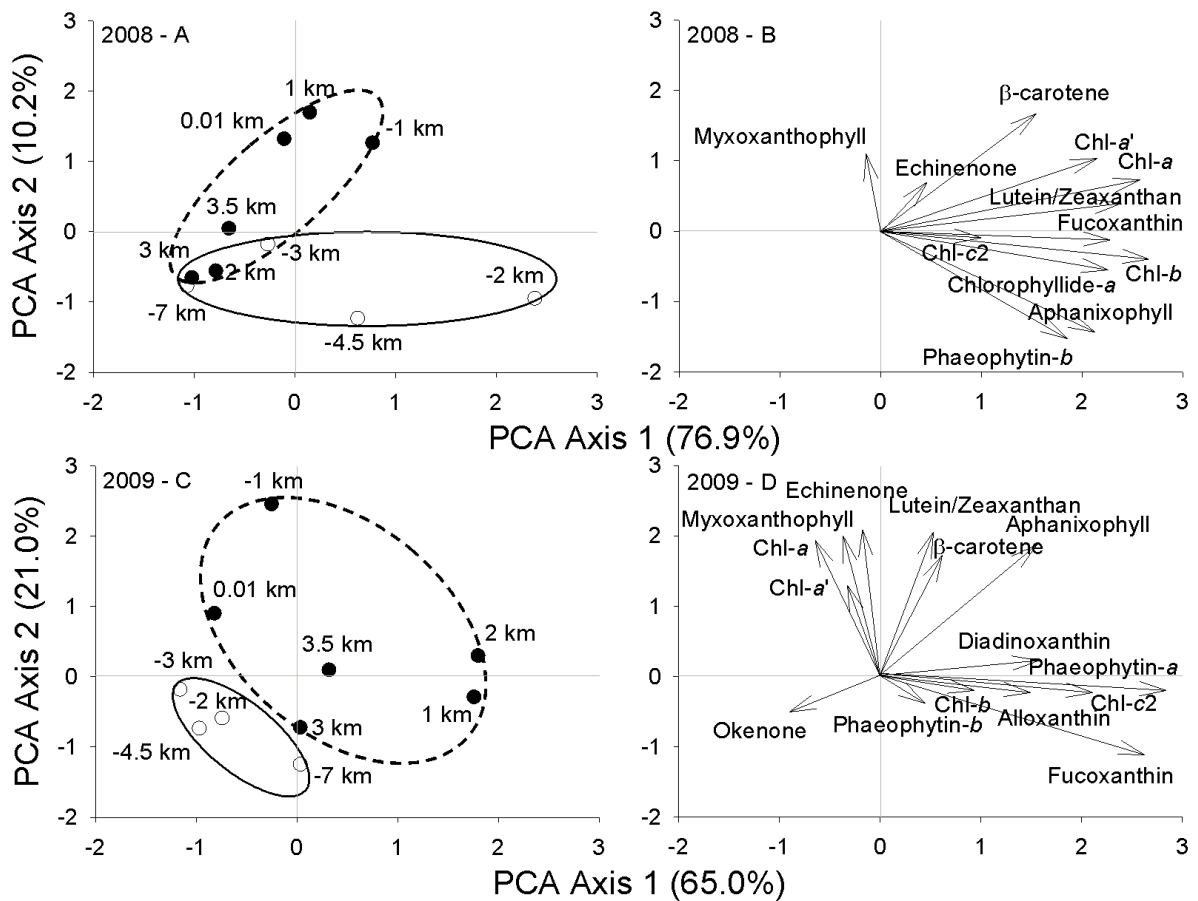 3
2008 - A
2
1
0
-1
-2
-2
-1
0
1
2
3
PCA Axis 2 (10.2%)
1 km
0.01 km
-1 km
3.5 km
-3 km
3 km
2 km
-2 km
-7 km
-4.5 km
3
2008 - B
2
1
0
-1
-2
-2
-1
0
1
2
3
β-carotene
Myxoxanthophyll
Chl-a'
Chl-a
Echinenone
Lutein/Zeaxanthan
Fucoxanthin
Chl-c2
Chl-b
Chlorophyllide-a
Aphanixophyll
Phaeophytin-b
PCA Axis 1 (76.9%)
3
2009 - C
2
1
0
-1
-2
-2
-1
0
1
2
3
PCA Axis 2 (21.0%)
-1 km
0.01 km
3.5 km
2 km
-3 km
-2 km
1 km
3 km
-4.5 km
-7 km
3
2009 - D
2
1
0
-1
-2
-2
-1
0
1
2
3
Echinenone
Lutein/Zeaxanthan
Myxoxanthophyll
Aphanixophyll
Chl-a
β-carotene
Chl-a'
Diadinoxanthin
Phaeophytin-a
Chl-b
Chl-c2
Okenone
Phaeophytin-b
Alloxanthin
Fucoxanthin
PCA Axis 1 (65.0%)